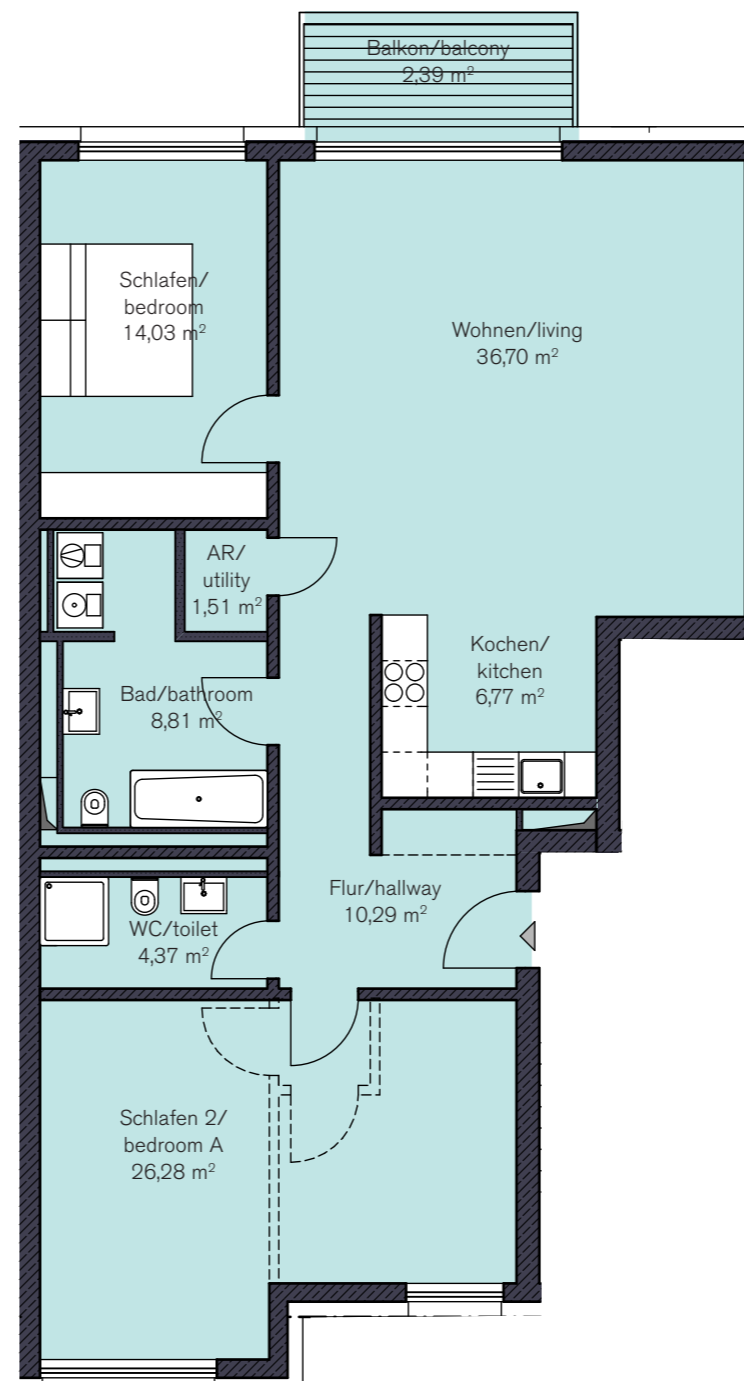 Balkon/balcony
2,39 m²
Schlafen/
bedroom
14,03 m²
Wohnen/living
36,70 m²
AR/
utility
1,51 m²
Kochen/
kitchen
6,77 m²
Bad/bathroom
8,81 m²
Flur/hallway
10,29 m²
WC/toilet
4,37 m²
Schlafen 2/
bedroom A
26,28 m²